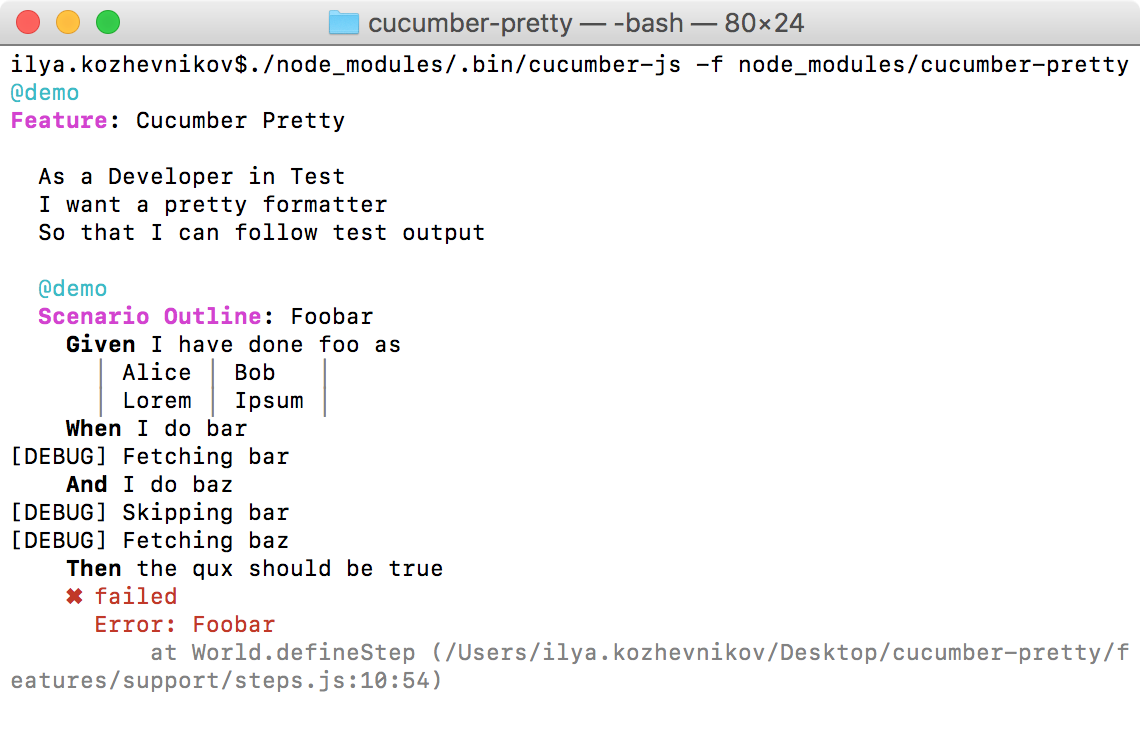 cucumber-pretty — -bash — 80×24
ilya.kozhevnikov$./node_modules/.bin/cucumber-js -f node_modules/cucumber-pretty
@demo
Feature: Cucumber Pretty
As a Developer in Test
I want a pretty formatter
So that I can follow test output
@demo
Scenario Outline: Foobar
Given I have done foo as
│ Alice │ Bob   │
│ Lorem │ Ipsum │
When I do bar
[DEBUG] Fetching bar
And I do baz
[DEBUG] Skipping bar
[DEBUG] Fetching baz
Then the qux should be true
✖ failed
Error: Foobar
at World.defineStep (/Users/ilya.kozhevnikov/Desktop/cucumber-pretty/f
eatures/support/steps.js:10:54)